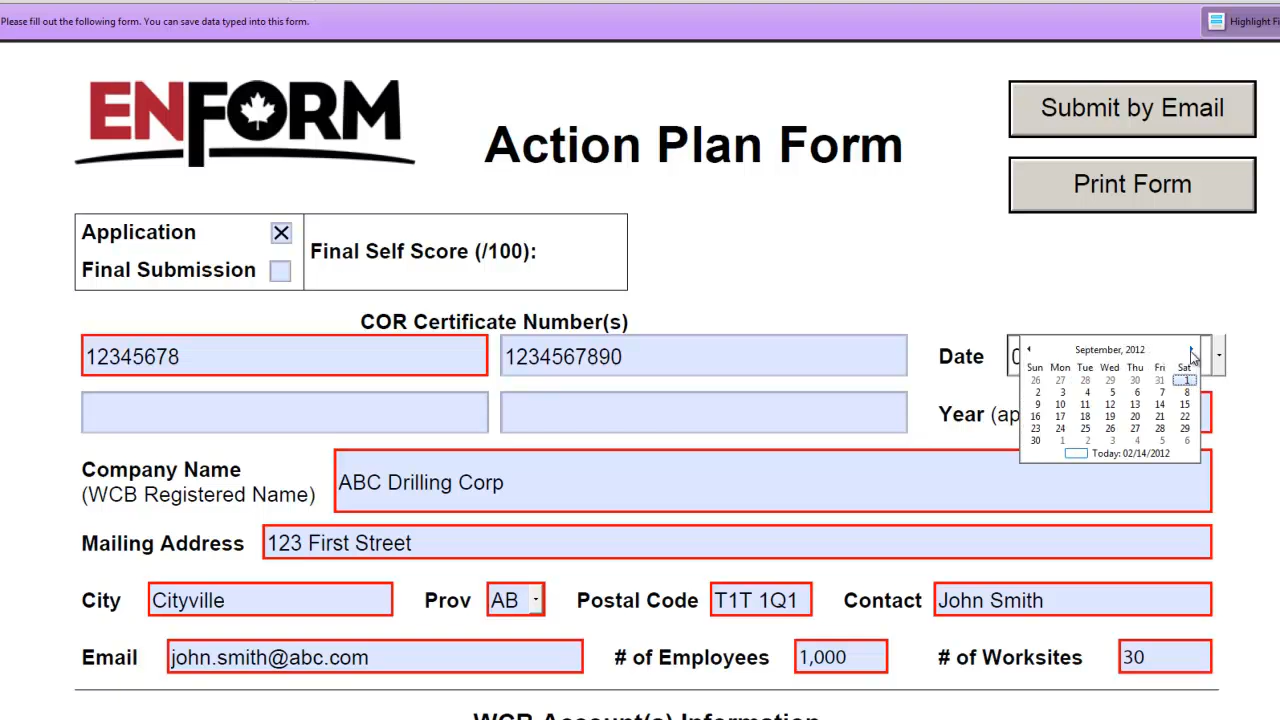 Please fill out the following form. You can save data typed into this form.
Highlight Fi
ENFORM
Action Plan Form
Submit by Email
Print Form
Application X
Final Submission
Final Self Score (/100):
COR Certificate Number(s)
12345678 1234567890
Date 0
September, 2012
Sun Mon Tue Wed Thu Fri Sat
26 27 28 29 30 31 1
2 3 4 5 6 7 8
9 10 11 12 13 14 15
16 17 18 19 20 21 22
23 24 25 26 27 28 29
30 1 2 3 4 5 6
Today: 02/14/2012
Year (ap
Company Name
(WCB Registered Name)
ABC Drilling Corp
Mailing Address 123 First Street
City Cityville Prov AB Postal Code T1T 1Q1 Contact John Smith
Email john.smith@abc.com # of Employees 1,000 # of Worksites 30
WCB Account(s) Information